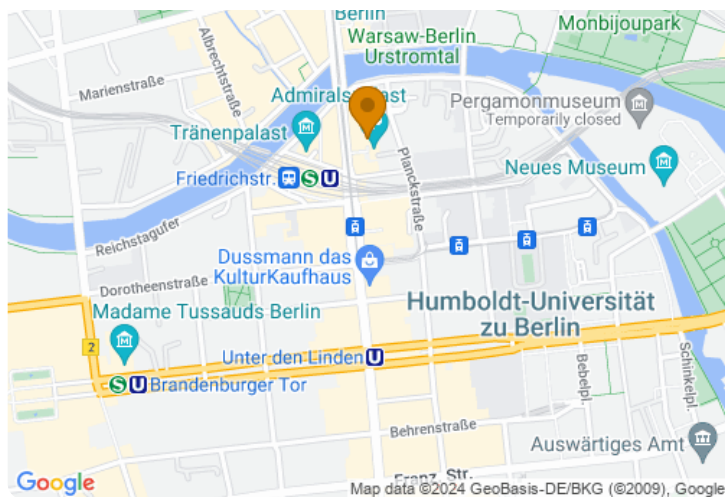 Berlin
Monbijoupark
Warsaw-Berlin
Urstromtal
Albrechtstraße
Marienstraße
Tränenpalast
Pergamonmuseum
Temporarily closed
Planckstraße
Neues Museum
Friedrichstr.
S
U
Reichstagufer
Dussmann das
KulturKaufhaus
Dorotheenstraße
Humboldt-Universität
zu Berlin
Madame Tussauds Berlin
2
Unter den Linden
U
S
U
Brandenburger Tor
Bebelpl.
Schinkelpl.
Behrenstraße
Auswärtiges Amt
Franz. Str.
Google
Map data ©2024 GeoBasis-DE/BKG (©2009), Google